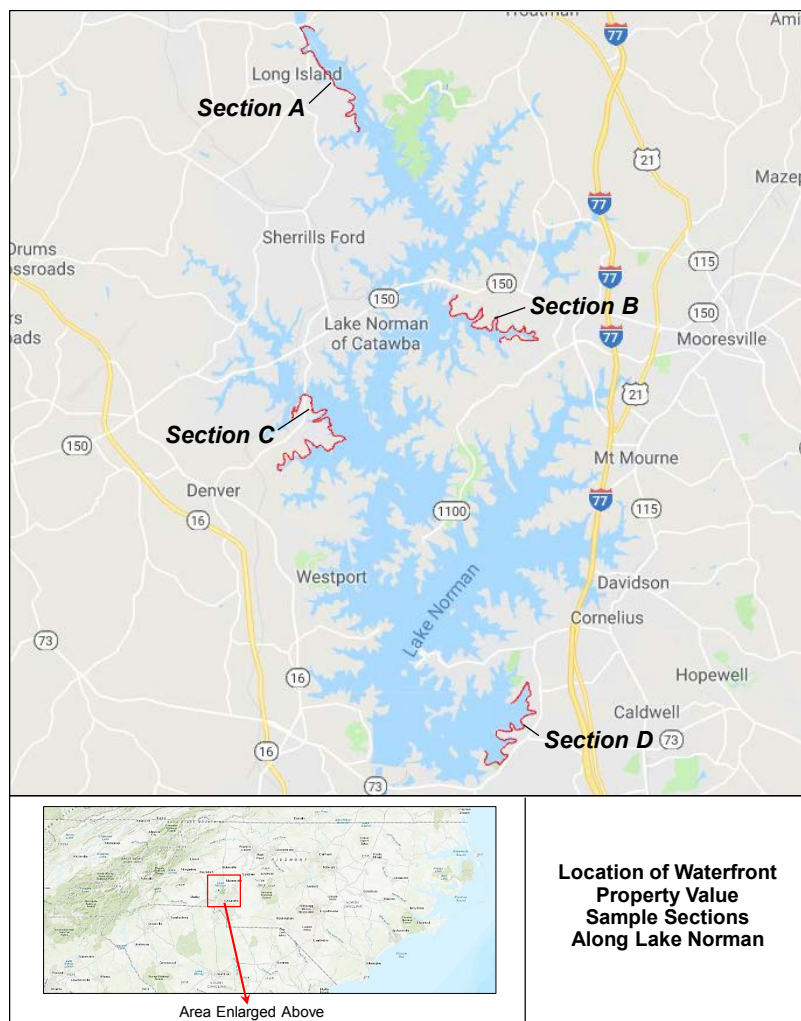 Troutman
Ami
77
Long Island
Section A
21
77
Mazep
Sherrills Ford
Drums
ossroads
115
77
150
150
Section B
150
rs
ads
Lake Norman
of Catawba
77
Mooresville
21
Section C
150
Mt Mourne
Denver
77
16
1100
115
Westport
Davidson
Lake Norman
Cornelius
73
Hopewell
16
Caldwell
Section D
73
16
73
Area Enlarged Above
Location of Waterfront
Property Value
Sample Sections
Along Lake Norman